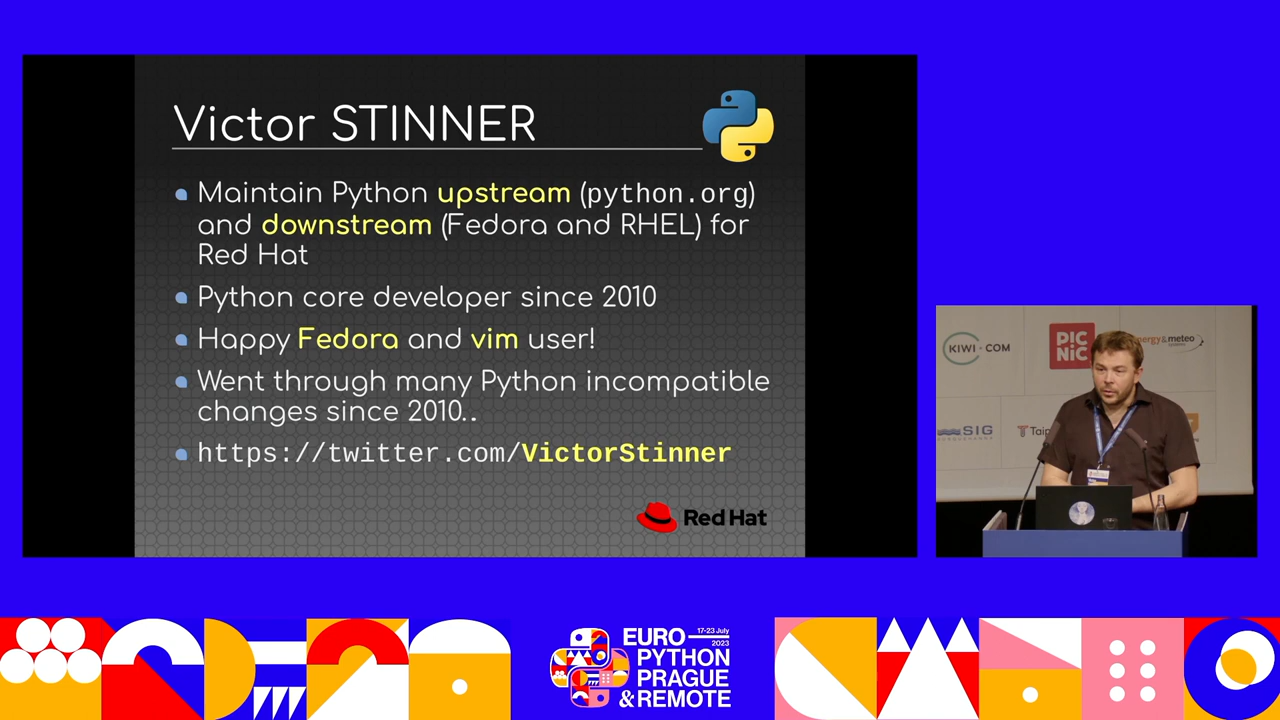 Victor STINNER
Maintain Python upstream (python.org)
and downstream (Fedora and RHEL) for
Red Hat
Python core developer since 2010
Happy Fedora and vim user!
Went through many Python incompatible
changes since 2010..
https://twitter.com/VictorStinner
Red Hat
KIWI•COM
PIC
NIC
energy & meteo
SIG
17-23 July
2023
EURO
PYTHON
PRAGUE
& REMOTE